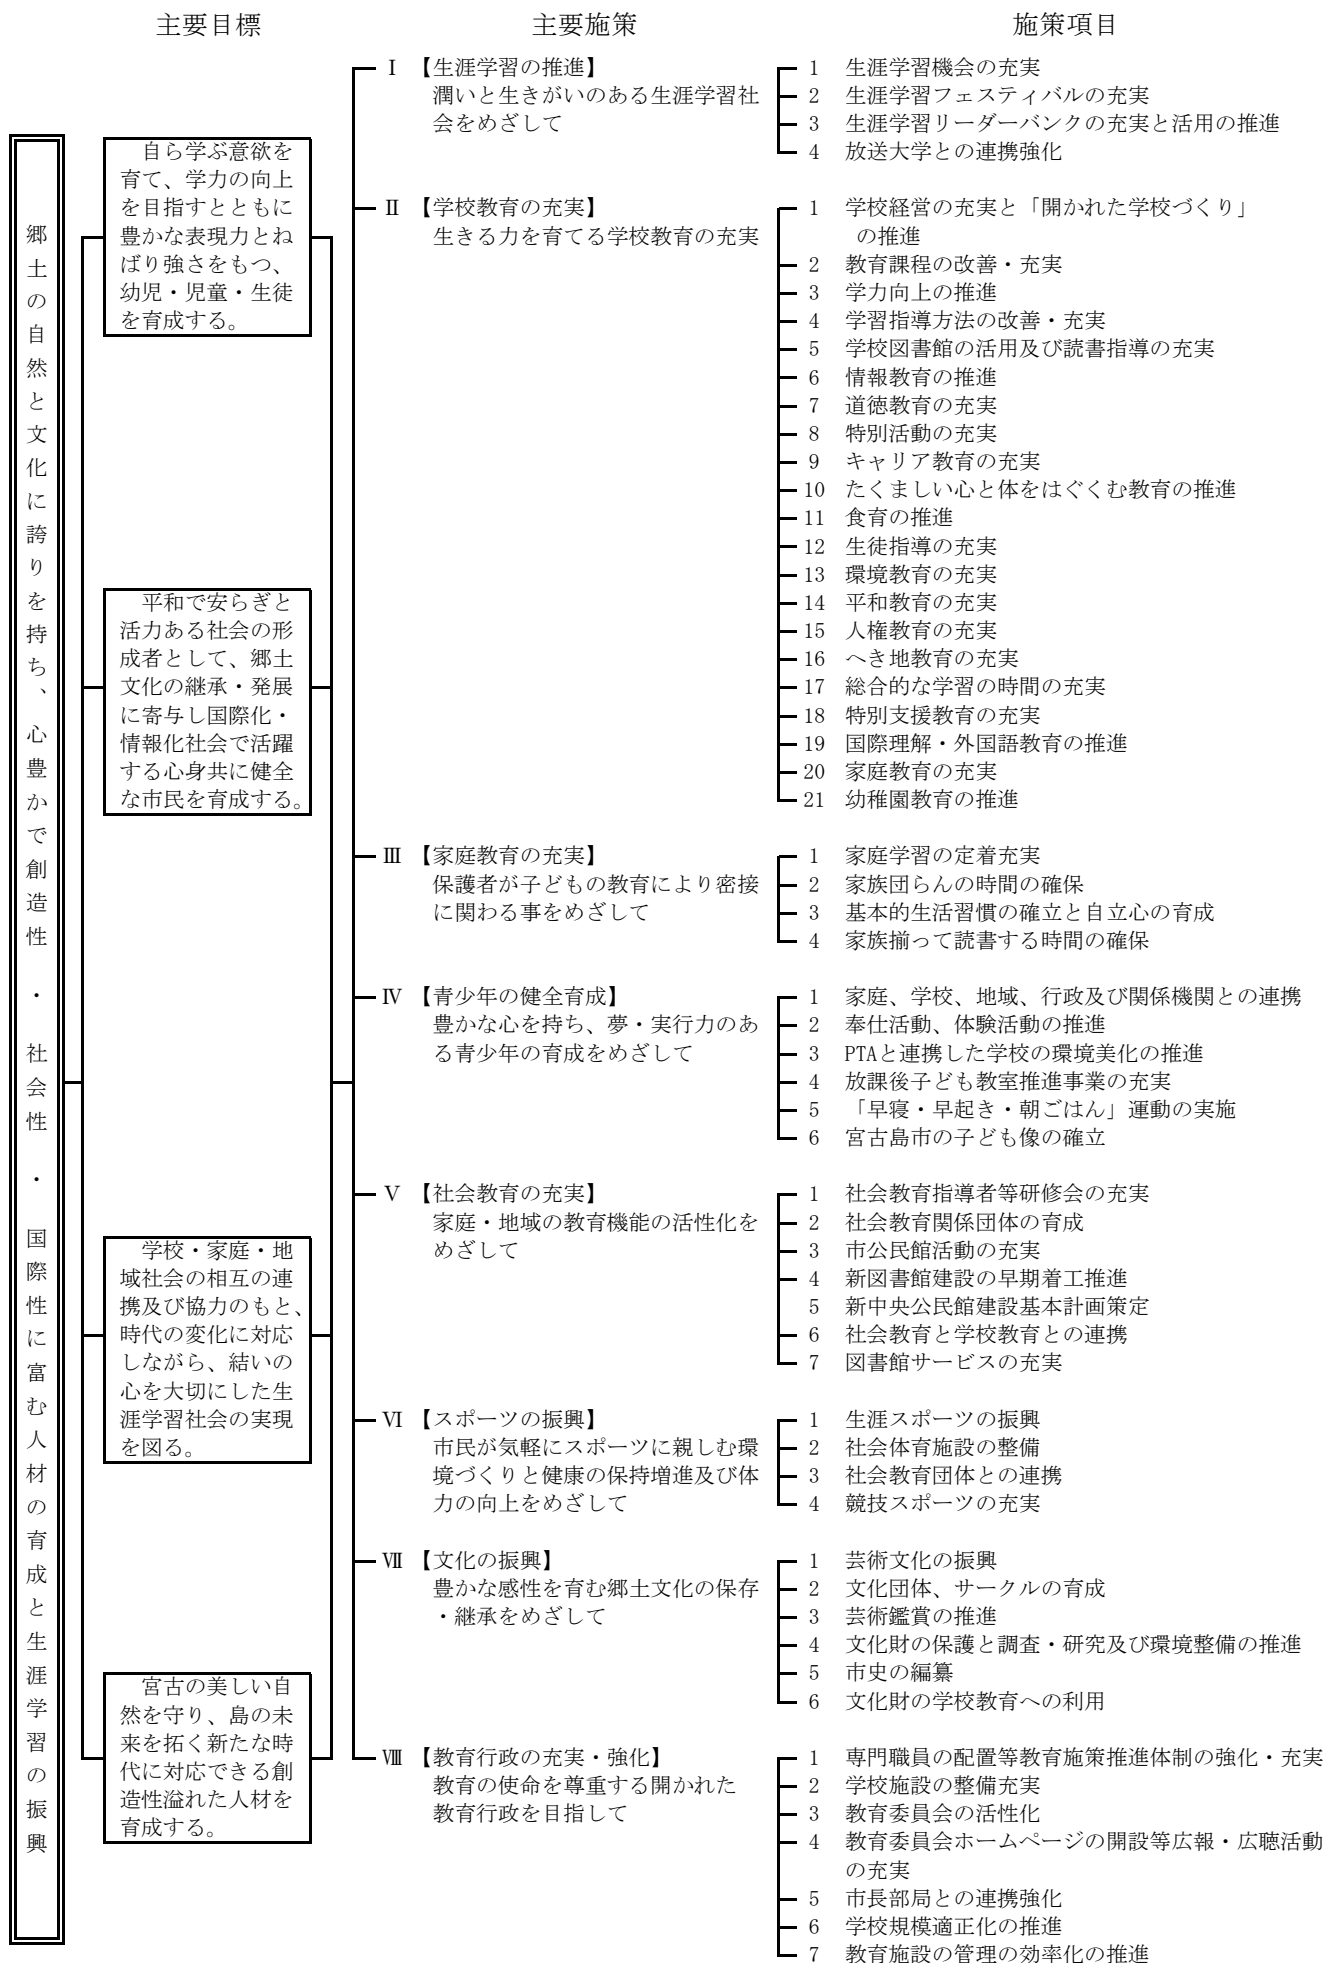 主要目標
主要施策
施策項目
郷土の自然と文化に誇りを持ち、心豊かで創造性・社会性・国際性に富む人材の育成と生涯学習の振興
自ら学ぶ意欲を
育て、学力の向上
を目指すとともに
豊かな表現力とね
ばり強さをもつ、
幼児・児童・生徒
を育成する。
平和で安らぎと
活力ある社会の形
成者として、郷土
文化の継承・発展
に寄与し国際化・
情報化社会で活躍
する心身共に健全
な市民を育成する。
学校・家庭・地
域社会の相互の連
携及び協力のもと、
時代の変化に対応
しながら、結いの
心を大切にした生
涯学習社会の実現
を図る。
宮古の美しい自
然を守り、島の未
来を拓く新たな時
代に対応できる創
造性溢れた人材を
育成する。
Ⅰ 【生涯学習の推進】
潤いと生きがいのある生涯学習社
会をめざして
1 生涯学習機会の充実
2 生涯学習フェスティバルの充実
3 生涯学習リーダーバンクの充実と活用の推進
4 放送大学との連携強化
Ⅱ 【学校教育の充実】
生きる力を育てる学校教育の充実
1 学校経営の充実と「開かれた学校づくり」
の推進
2 教育課程の改善・充実
3 学力向上の推進
4 学習指導方法の改善・充実
5 学校図書館の活用及び読書指導の充実
6 情報教育の推進
7 道徳教育の充実
8 特別活動の充実
9 キャリア教育の充実
10 たくましい心と体をはぐくむ教育の推進
11 食育の推進
12 生徒指導の充実
13 環境教育の充実
14 平和教育の充実
15 人権教育の充実
16 へき地教育の充実
17 総合的な学習の時間の充実
18 特別支援教育の充実
19 国際理解・外国語教育の推進
20 家庭教育の充実
21 幼稚園教育の推進
Ⅲ 【家庭教育の充実】
保護者が子どもの教育により密接
に関わる事をめざして
1 家庭学習の定着充実
2 家族団らんの時間の確保
3 基本的生活習慣の確立と自立心の育成
4 家族揃って読書する時間の確保
Ⅳ 【青少年の健全育成】
豊かな心を持ち、夢・実行力のあ
る青少年の育成をめざして
1 家庭、学校、地域、行政及び関係機関との連携
2 奉仕活動、体験活動の推進
3 PTAと連携した学校の環境美化の推進
4 放課後子ども教室推進事業の充実
5 「早寝・早起き・朝ごはん」運動の実施
6 宮古島市の子ども像の確立
Ⅴ 【社会教育の充実】
家庭・地域の教育機能の活性化を
めざして
1 社会教育指導者等研修会の充実
2 社会教育関係団体の育成
3 市公民館活動の充実
4 新図書館建設の早期着工推進
5 新中央公民館建設基本計画策定
6 社会教育と学校教育との連携
7 図書館サービスの充実
Ⅵ 【スポーツの振興】
市民が気軽にスポーツに親しむ環
境づくりと健康の保持増進及び体
力の向上をめざして
1 生涯スポーツの振興
2 社会体育施設の整備
3 社会教育団体との連携
4 競技スポーツの充実
Ⅶ 【文化の振興】
豊かな感性を育む郷土文化の保存
・継承をめざして
1 芸術文化の振興
2 文化団体、サークルの育成
3 芸術鑑賞の推進
4 文化財の保護と調査・研究及び環境整備の推進
5 市史の編纂
6 文化財の学校教育への利用
Ⅷ 【教育行政の充実・強化】
教育の使命を尊重する開かれた
教育行政を目指して
1 専門職員の配置等教育施策推進体制の強化・充実
2 学校施設の整備充実
3 教育委員会の活性化
4 教育委員会ホームページの開設等広報・広聴活動
の充実
5 市長部局との連携強化
6 学校規模適正化の推進
7 教育施設の管理の効率化の推進